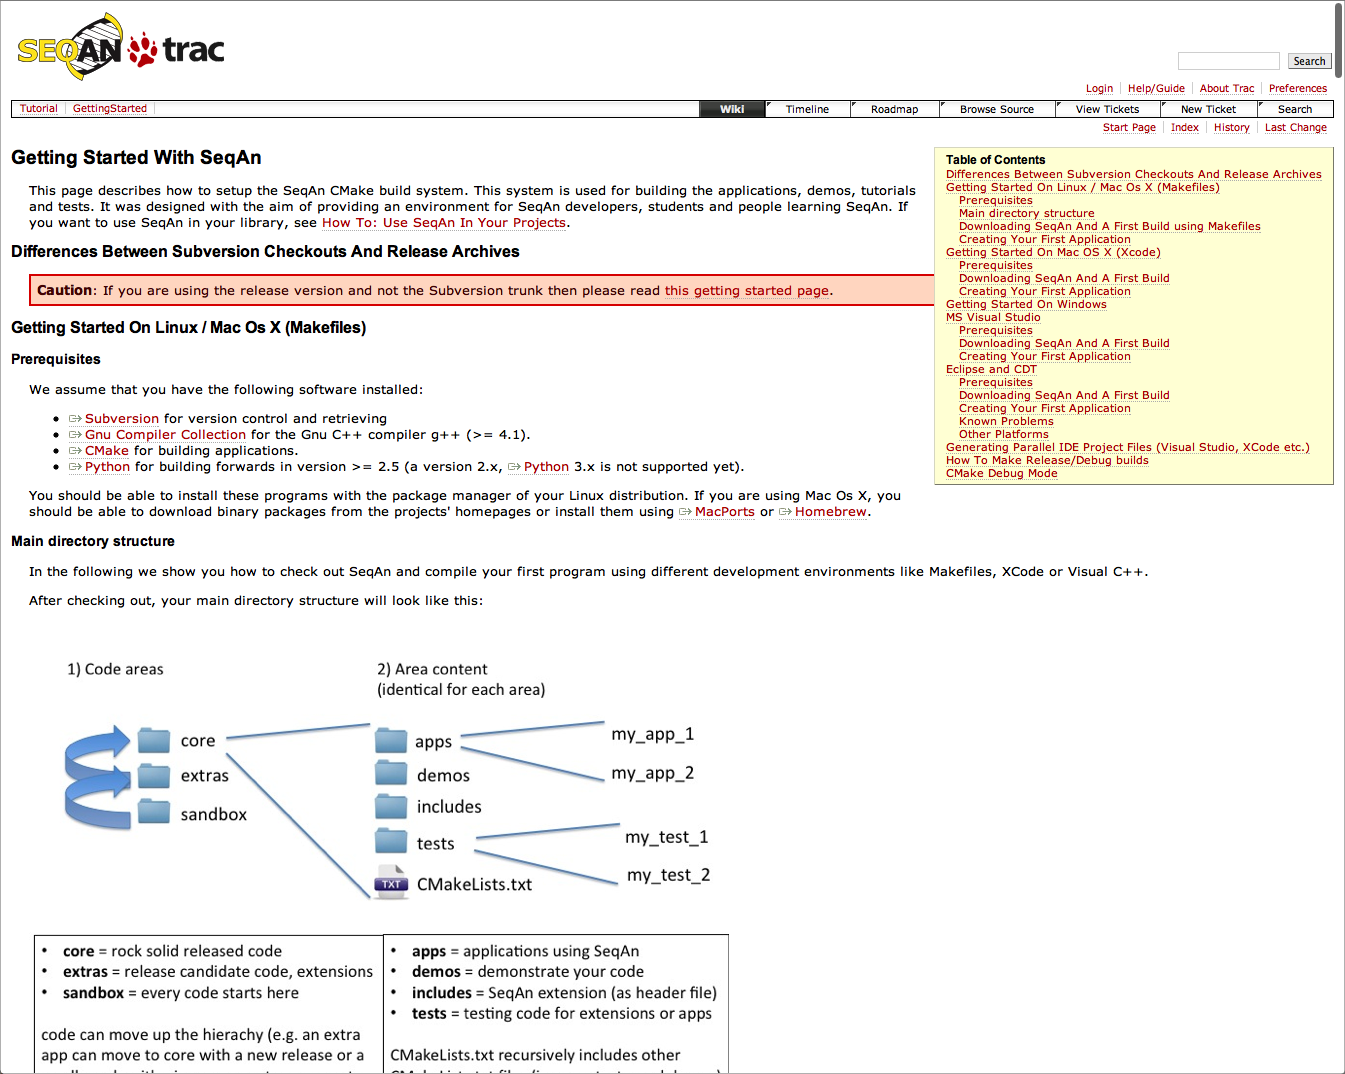 SEQAN trac
Search
Login Help/Guide About Trac Preferences
Tutorial GettingStarted Wiki Timeline Roadmap Browse Source View Tickets New Ticket Search
Start Page Index History Last Change
Getting Started With SeqAn
This page describes how to setup the SeqAn CMake build system. This system is used for building the applications, demos, tutorials
and tests. It was designed with the aim of providing an environment for SeqAn developers, students and people learning SeqAn. If
you want to use SeqAn in your library, see How To: Use SeqAn In Your Projects.
Differences Between Subversion Checkouts And Release Archives
Caution: If you are using the release version and not the Subversion trunk then please read this getting started page.
Getting Started On Linux / Mac Os X (Makefiles)
Prerequisites
We assume that you have the following software installed:
• Subversion for version control and retrieving
• Gnu Compiler Collection for the Gnu C++ compiler g++ (>= 4.1).
• CMake for building applications.
• Python for building forwards in version >= 2.5 (a version 2.x, Python 3.x is not supported yet).
You should be able to install these programs with the package manager of your Linux distribution. If you are using Mac Os X, you
should be able to download binary packages from the projects' homepages or install them using MacPorts or Homebrew.
Table of Contents
Differences Between Subversion Checkouts And Release Archives
Getting Started On Linux / Mac Os X (Makefiles)
Prerequisites
Main directory structure
Downloading SeqAn And A First Build using Makefiles
Creating Your First Application
Getting Started On Mac OS X (Xcode)
Prerequisites
Downloading SeqAn And A First Build
Creating Your First Application
Getting Started On Windows
MS Visual Studio
Prerequisites
Downloading SeqAn And A First Build
Creating Your First Application
Eclipse and CDT
Prerequisites
Downloading SeqAn And A First Build
Creating Your First Application
Known Problems
Other Platforms
Generating Parallel IDE Project Files (Visual Studio, XCode etc.)
How To Make Release/Debug builds
CMake Debug Mode
Main directory structure
In the following we show you how to check out SeqAn and compile your first program using different development environments like Makefiles, XCode or Visual C++.
After checking out, your main directory structure will look like this:
1) Code areas
core
extras
sandbox
2) Area content
(identical for each area)
apps
demos
includes
tests
TXT CMakeLists.txt
my_app_1
my_app_2
my_test_1
my_test_2
• core = rock solid released code
• extras = release candidate code, extensions
• sandbox = every code starts here
code can move up the hierachy (e.g. an extra
app can move to core with a new release or a
• apps = applications using SeqAn
• demos = demonstrate your code
• includes = SeqAn extension (as header file)
• tests = testing code for extensions or apps
CMakeLists.txt recursively includes other